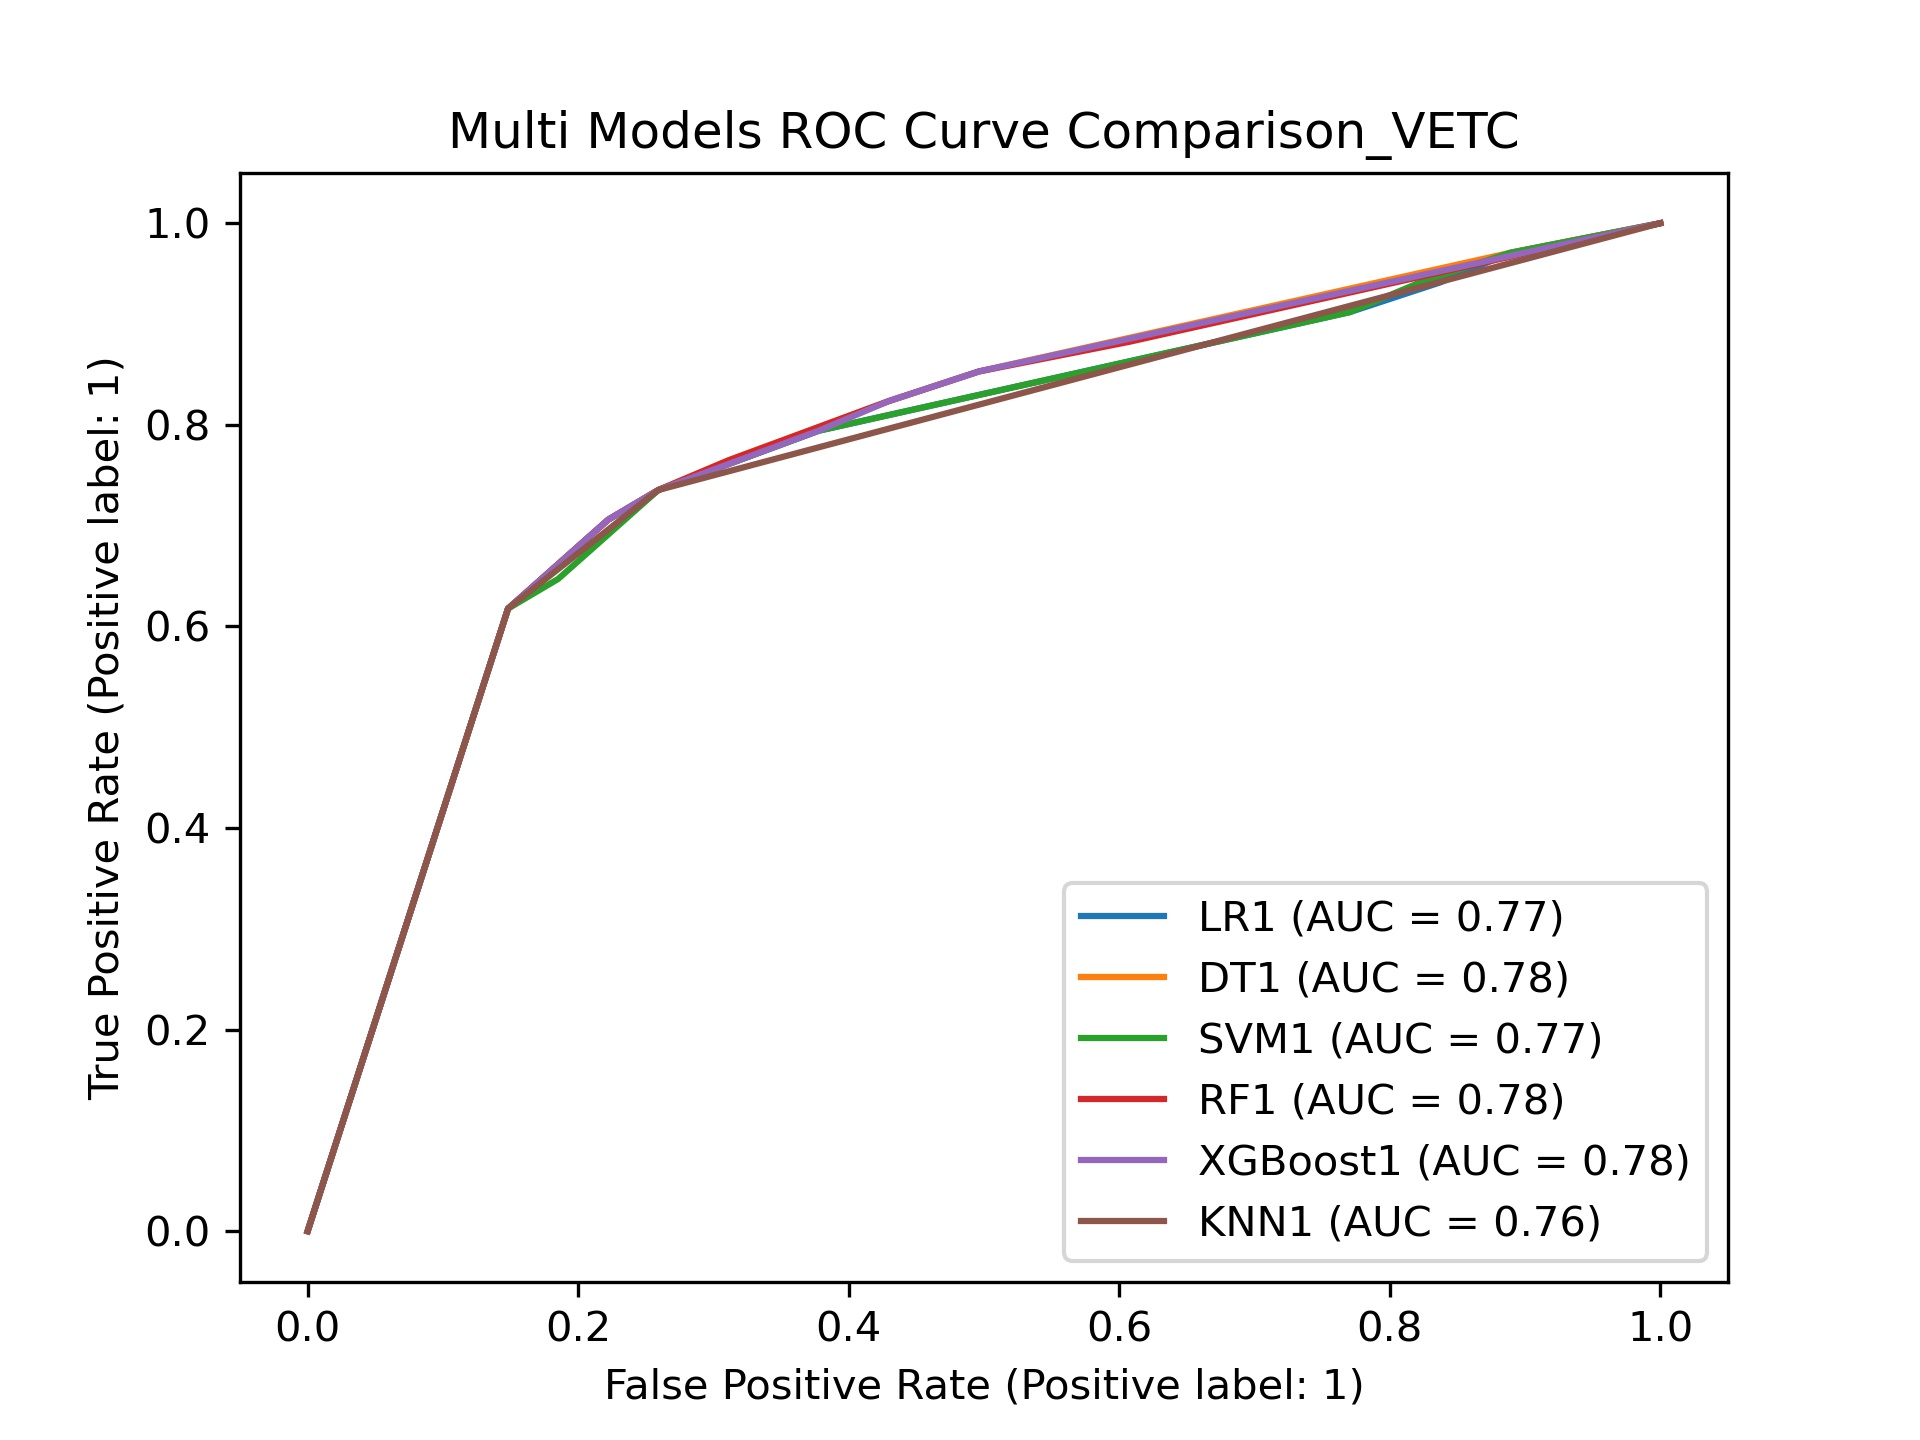 Multi Models ROC Curve Comparison_VETC
True Positive Rate (Positive label: 1)
1.0
0.8
0.6
0.4
0.2
0.0
LR1 (AUC = 0.77)
DT1 (AUC = 0.78)
SVM1 (AUC = 0.77)
RF1 (AUC = 0.78)
XGBoost1 (AUC = 0.78)
KNN1 (AUC = 0.76)
0.0 0.2 0.4 0.6 0.8 1.0
False Positive Rate (Positive label: 1)